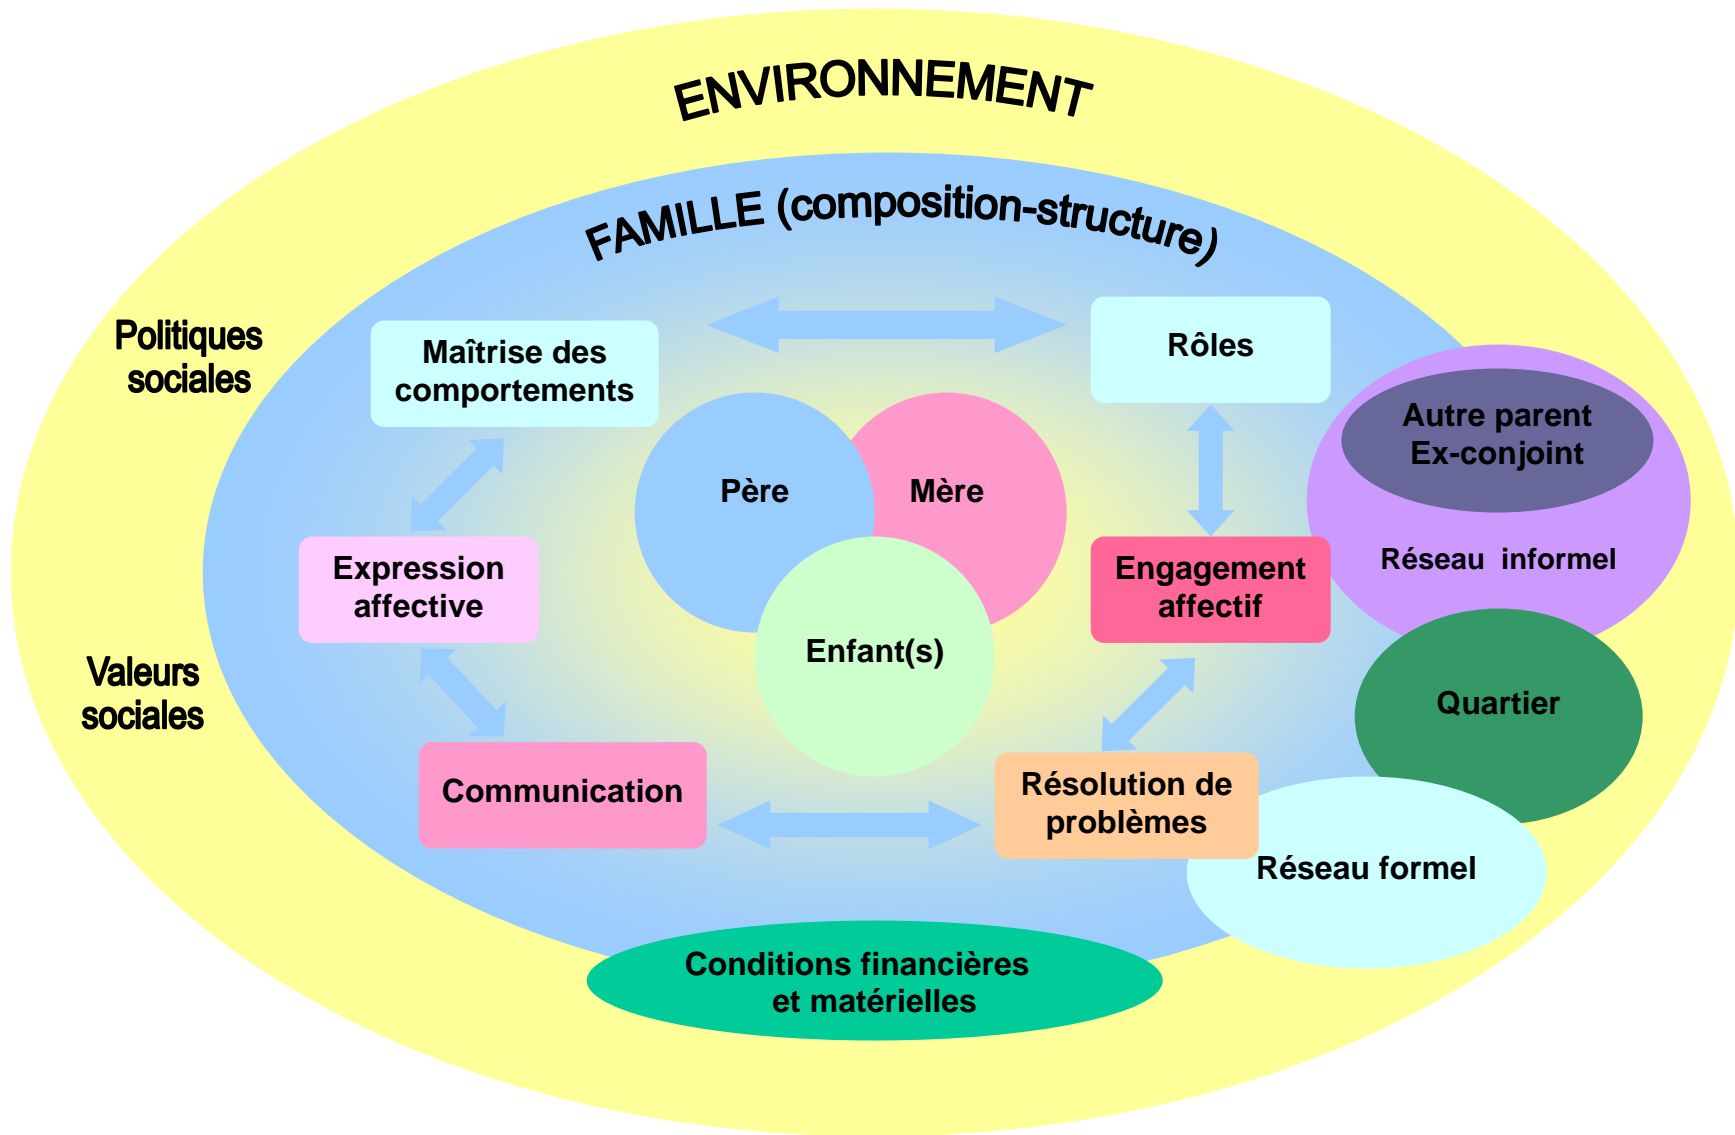 ENVIRONNEMENT
FAMILLE (composition-structure)
Politiques
sociales
Maîtrise des
comportements
Rôles
Autre parent
Ex-conjoint
Père
Mère
Réseau informel
Expression
affective
Engagement
affectif
Enfant(s)
Valeurs
sociales
Quartier
Communication
Résolution de
problèmes
Réseau formel
Conditions financières
et matérielles